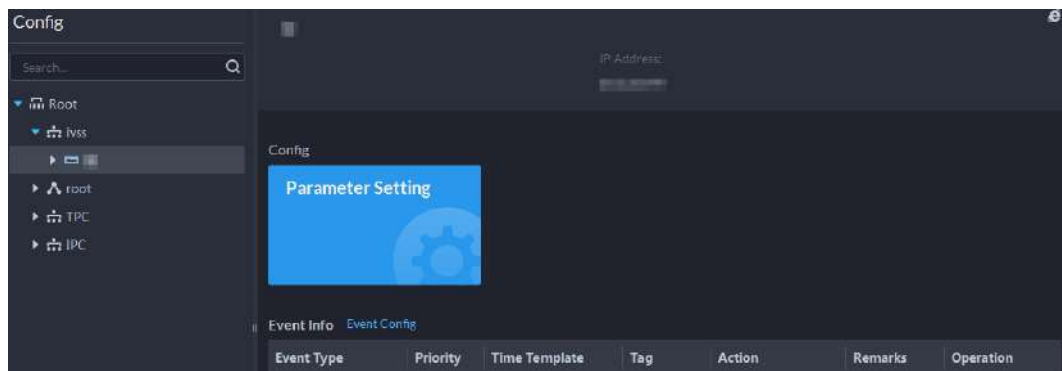 Config
Search...
Root
ivss
root
TPC
IPC
IP Address:
Config
Parameter Setting
Event Info Event Config
Event Type Priority Time Template Tag Action Remarks Operation